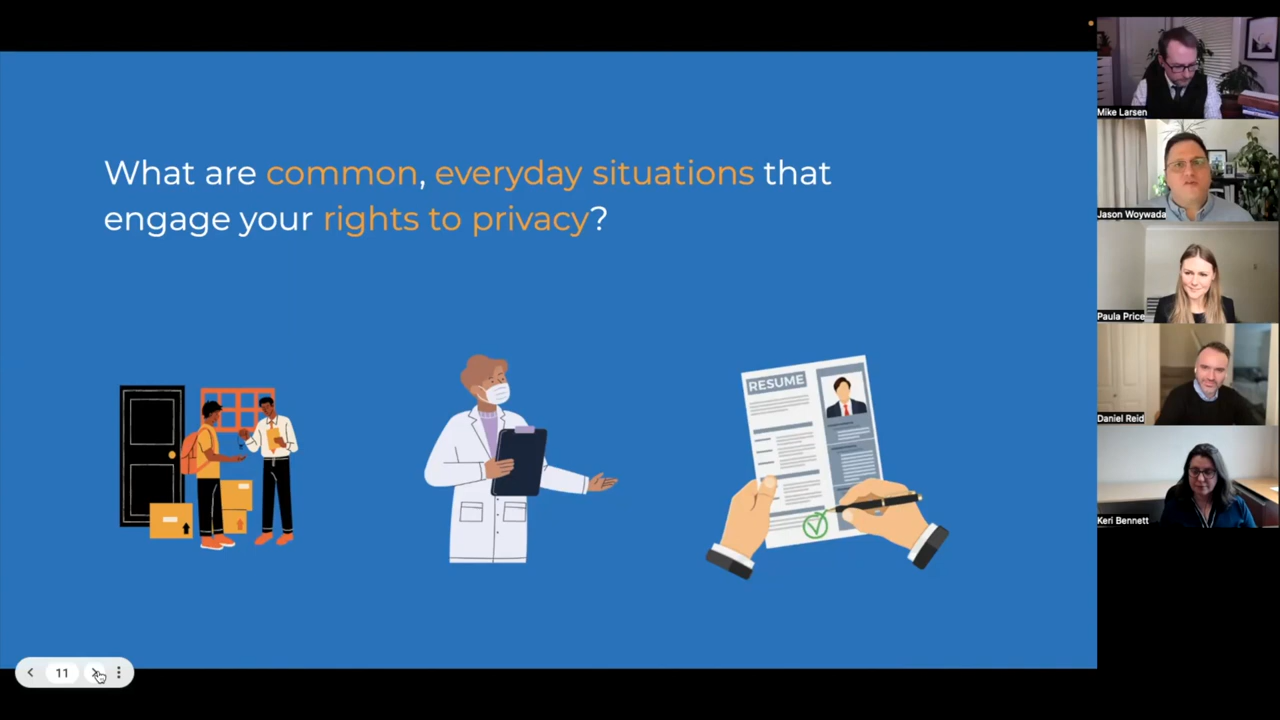 What are common, everyday situations that
engage your rights to privacy?
RESUME
11
Mike Larsen
Jason Woywada
Paula Price
Daniel Reid
Keri Bennett